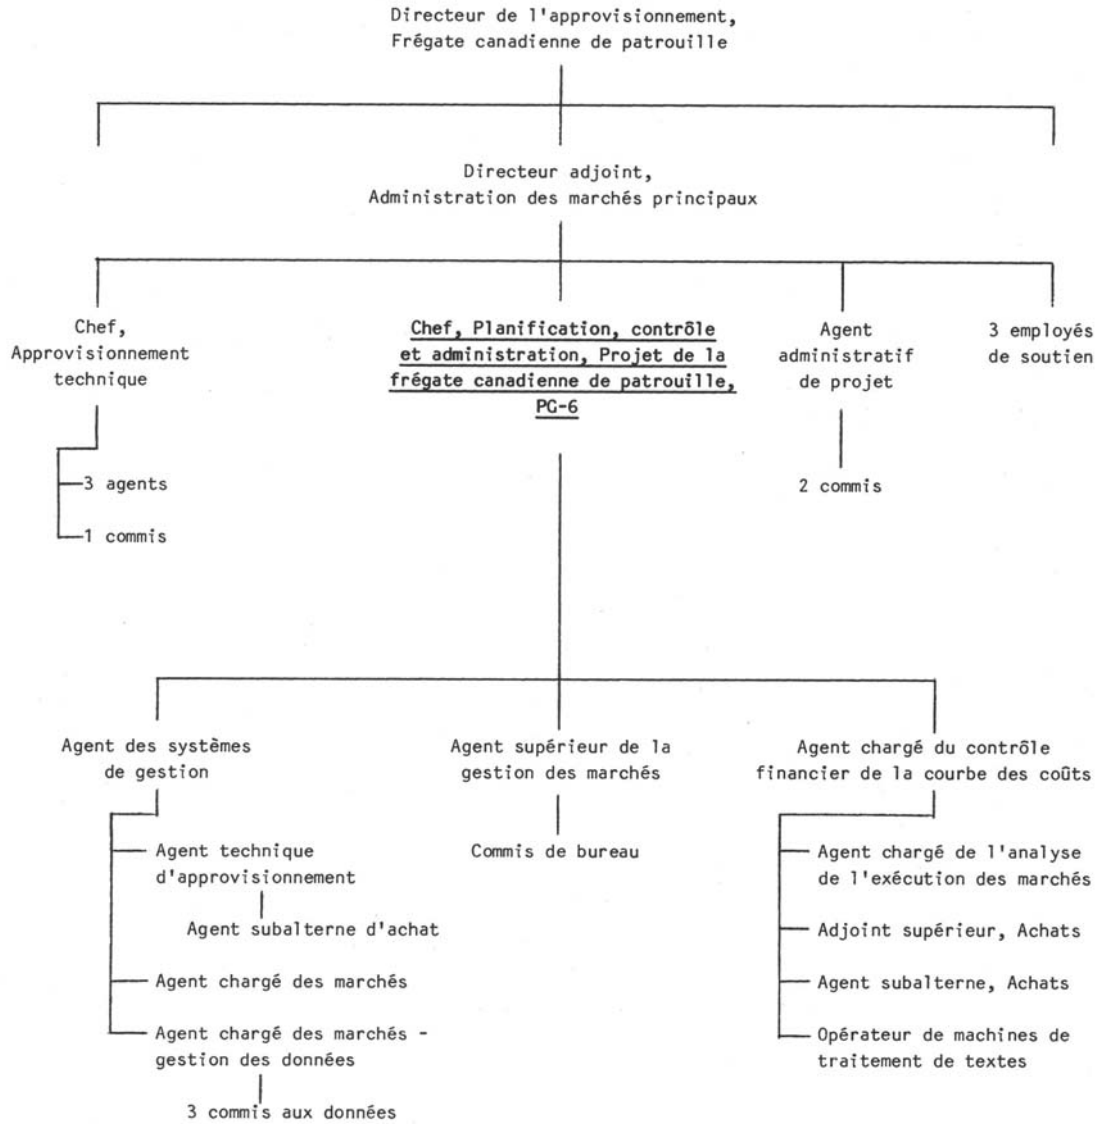 Directeur de l'approvisionnement,
Frégate canadienne de patrouille
Directeur adjoint,
Administration des marchés principaux
Chef,
Approvisionnement
technique
3 agents
1 commis
Chef, Planification, contrôle
et administration, Projet de la
frégate canadienne de patrouille,
PG-6
Agent
administratif
de projet
2 commis
3 employés
de soutien
Agent des systèmes
de gestion
Agent technique
d'approvisionnement
Agent subalterne d'achat
Agent chargé des marchés
Agent chargé des marchés -
gestion des données
3 commis aux données
Agent supérieur de la
gestion des marchés
Commis de bureau
Agent chargé du contrôle
financier de la courbe des coûts
Agent chargé de l'analyse
de l'exécution des marchés
Adjoint supérieur, Achats
Agent subalterne, Achats
Opérateur de machines de
traitement de textes